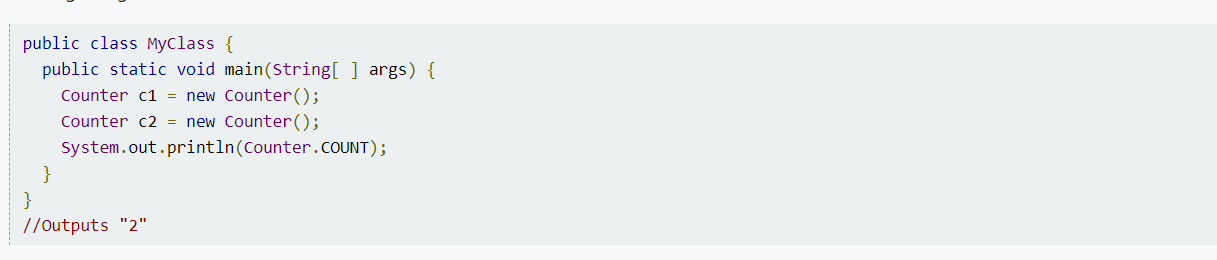 public class MyClass {
  public static void main(String[ ] args) {
    Counter c1 = new Counter();
    Counter c2 = new Counter();
    System.out.println(Counter.COUNT);
  }
}
//Outputs "2"